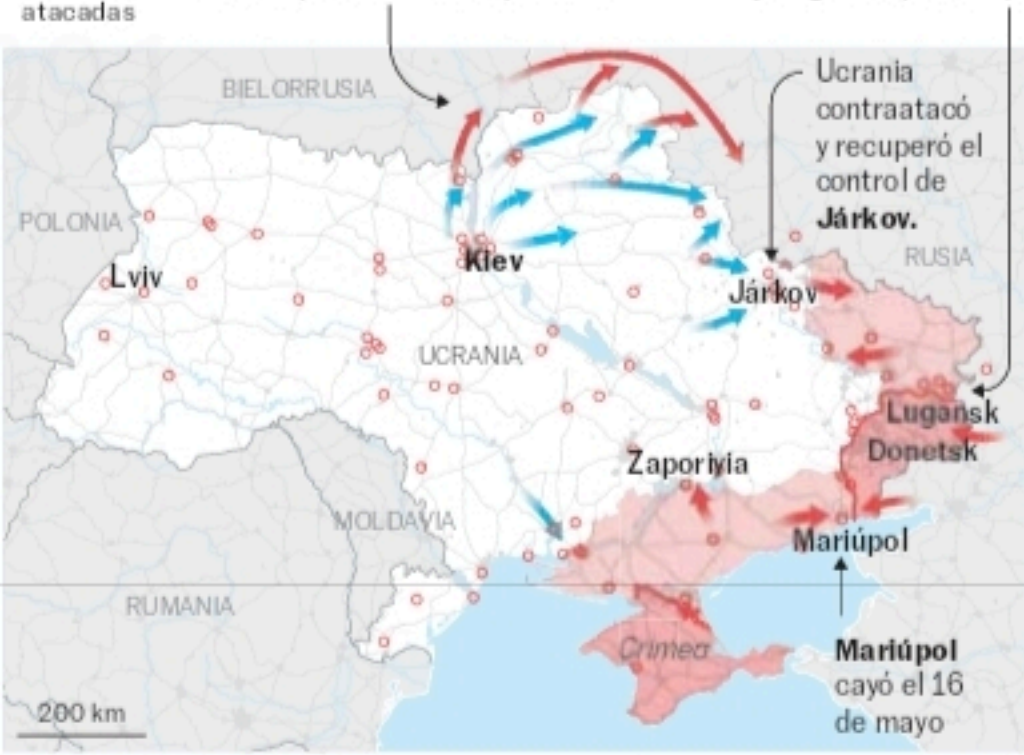 atacadas
BIELORRUSIA
Ucrania
contraatacó
y recuperó el
control de
Járkov.
POLONIA
RUSIA
Lviv
Kiev
Járkov
UCRANIA
Lugansk
Donetsk
Zaporiyia
MOLDAVIA
Mariúpol
RUMANIA
Crimea
Mariúpol
cayó el 16
de mayo
200 km